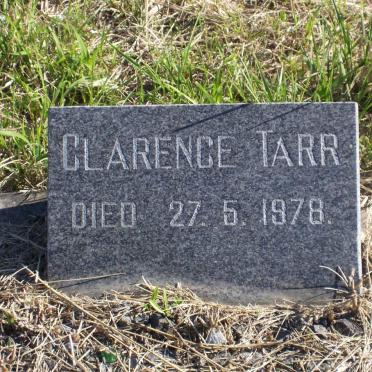 CLARENCE TARR
DIED 27. 5. 1978.